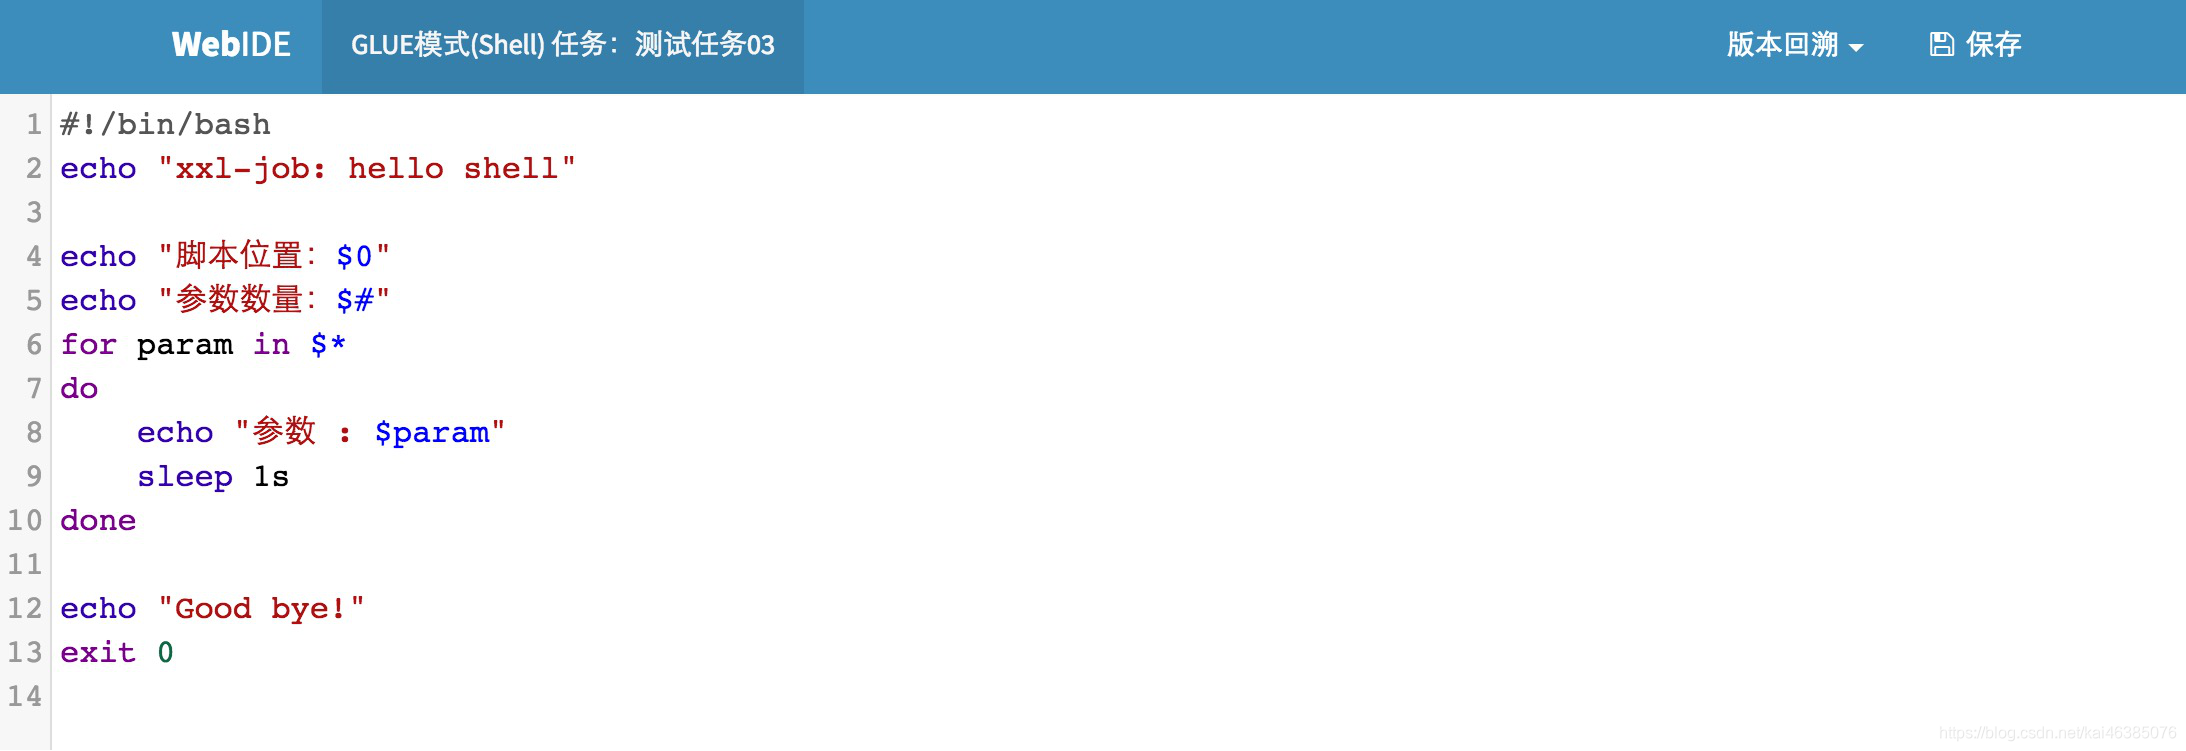 WebIDE GLUE模式(Shell) 任务：测试任务03 版本回溯 保存
1 #!/bin/bash
2 echo "xxl-job: hello shell"
3
4 echo "脚本位置：$0"
5 echo "参数数量：$#"
6 for param in $*
7 do
8     echo "参数 ：$param"
9     sleep 1s
10 done
11
12 echo "Good bye!"
13 exit 0
14
https://blog.csdn.net/kai46385076